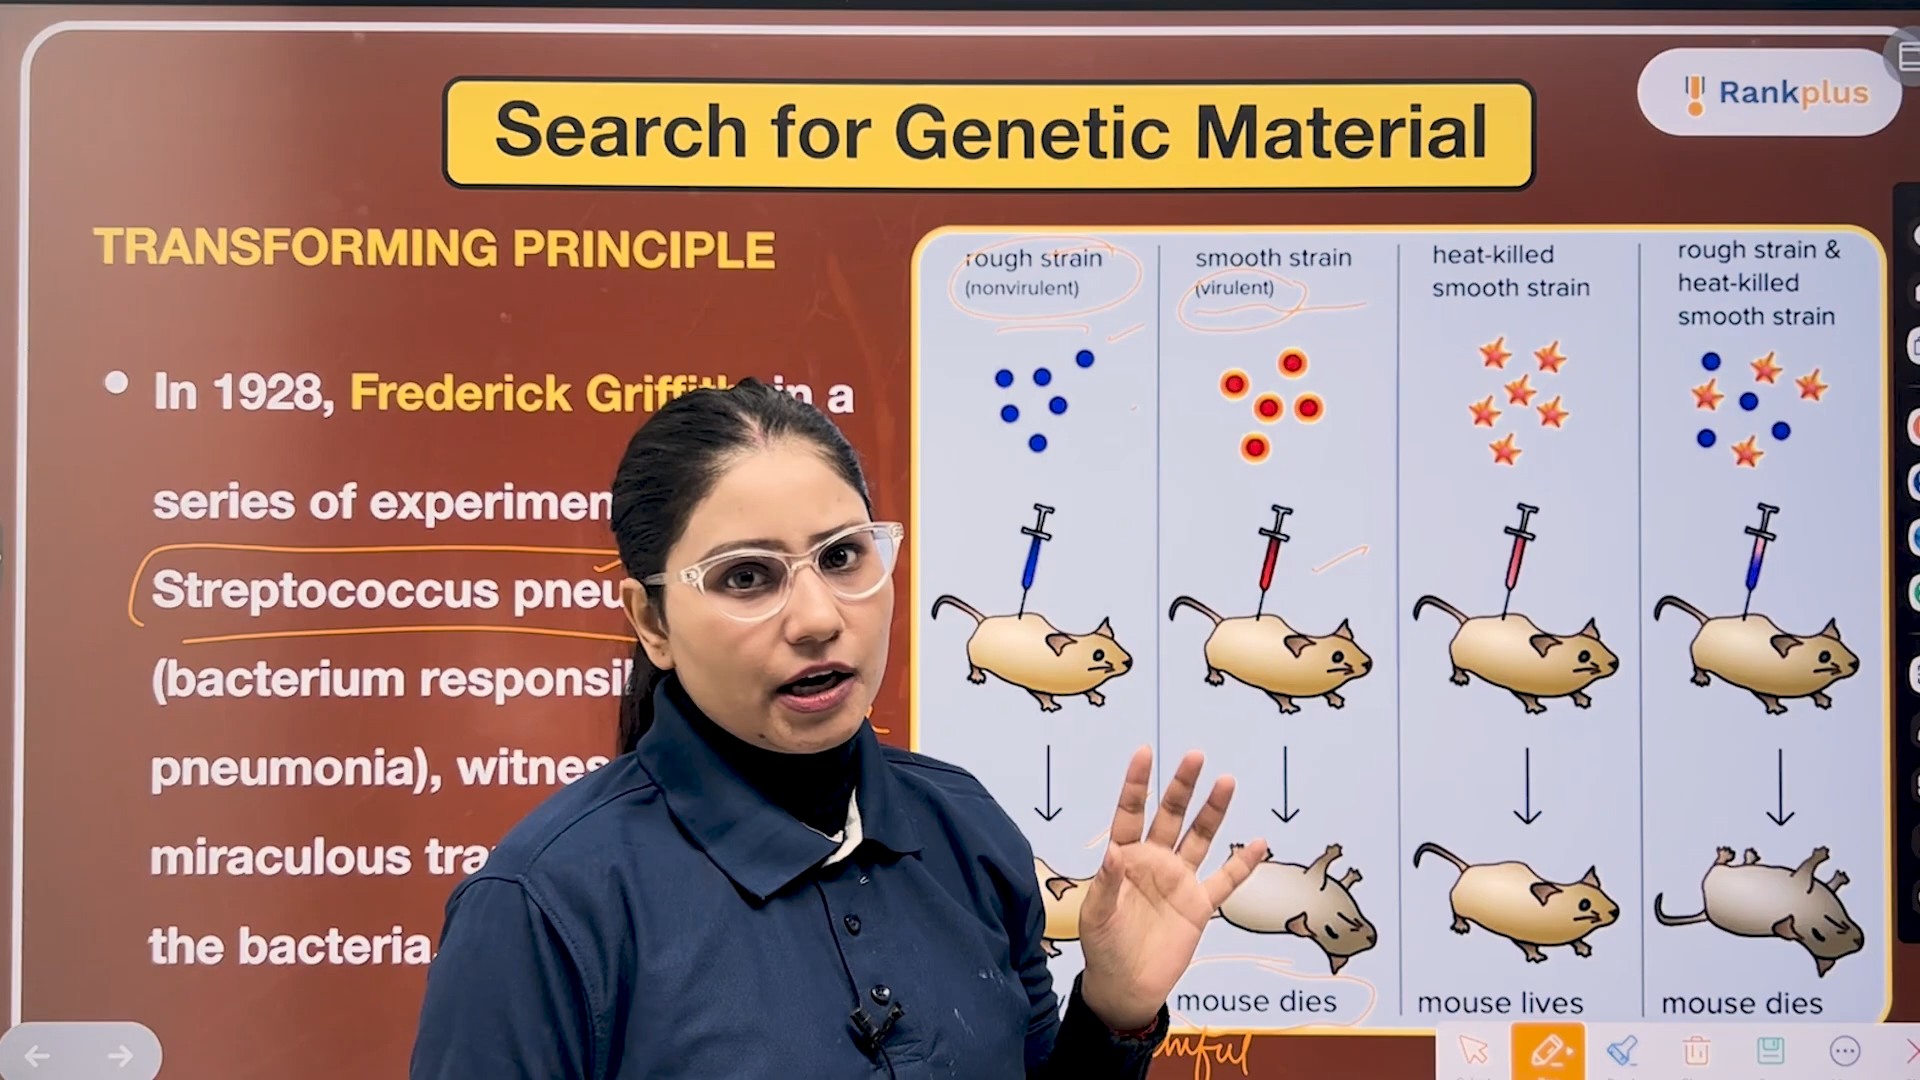 Search for Genetic Material
Rankplus
TRANSFORMING PRINCIPLE
In 1928, Frederick Griffith in a
series of experimen
Streptococcus pneu
(bacterium responsi
pneumonia), witnes
miraculous tra
the bacteria.
rough strain
(nonvirulent)
smooth strain
(virulent)
heat-killed
smooth strain
rough strain &
heat-killed
smooth strain
mouse dies
mouse lives
mouse dies